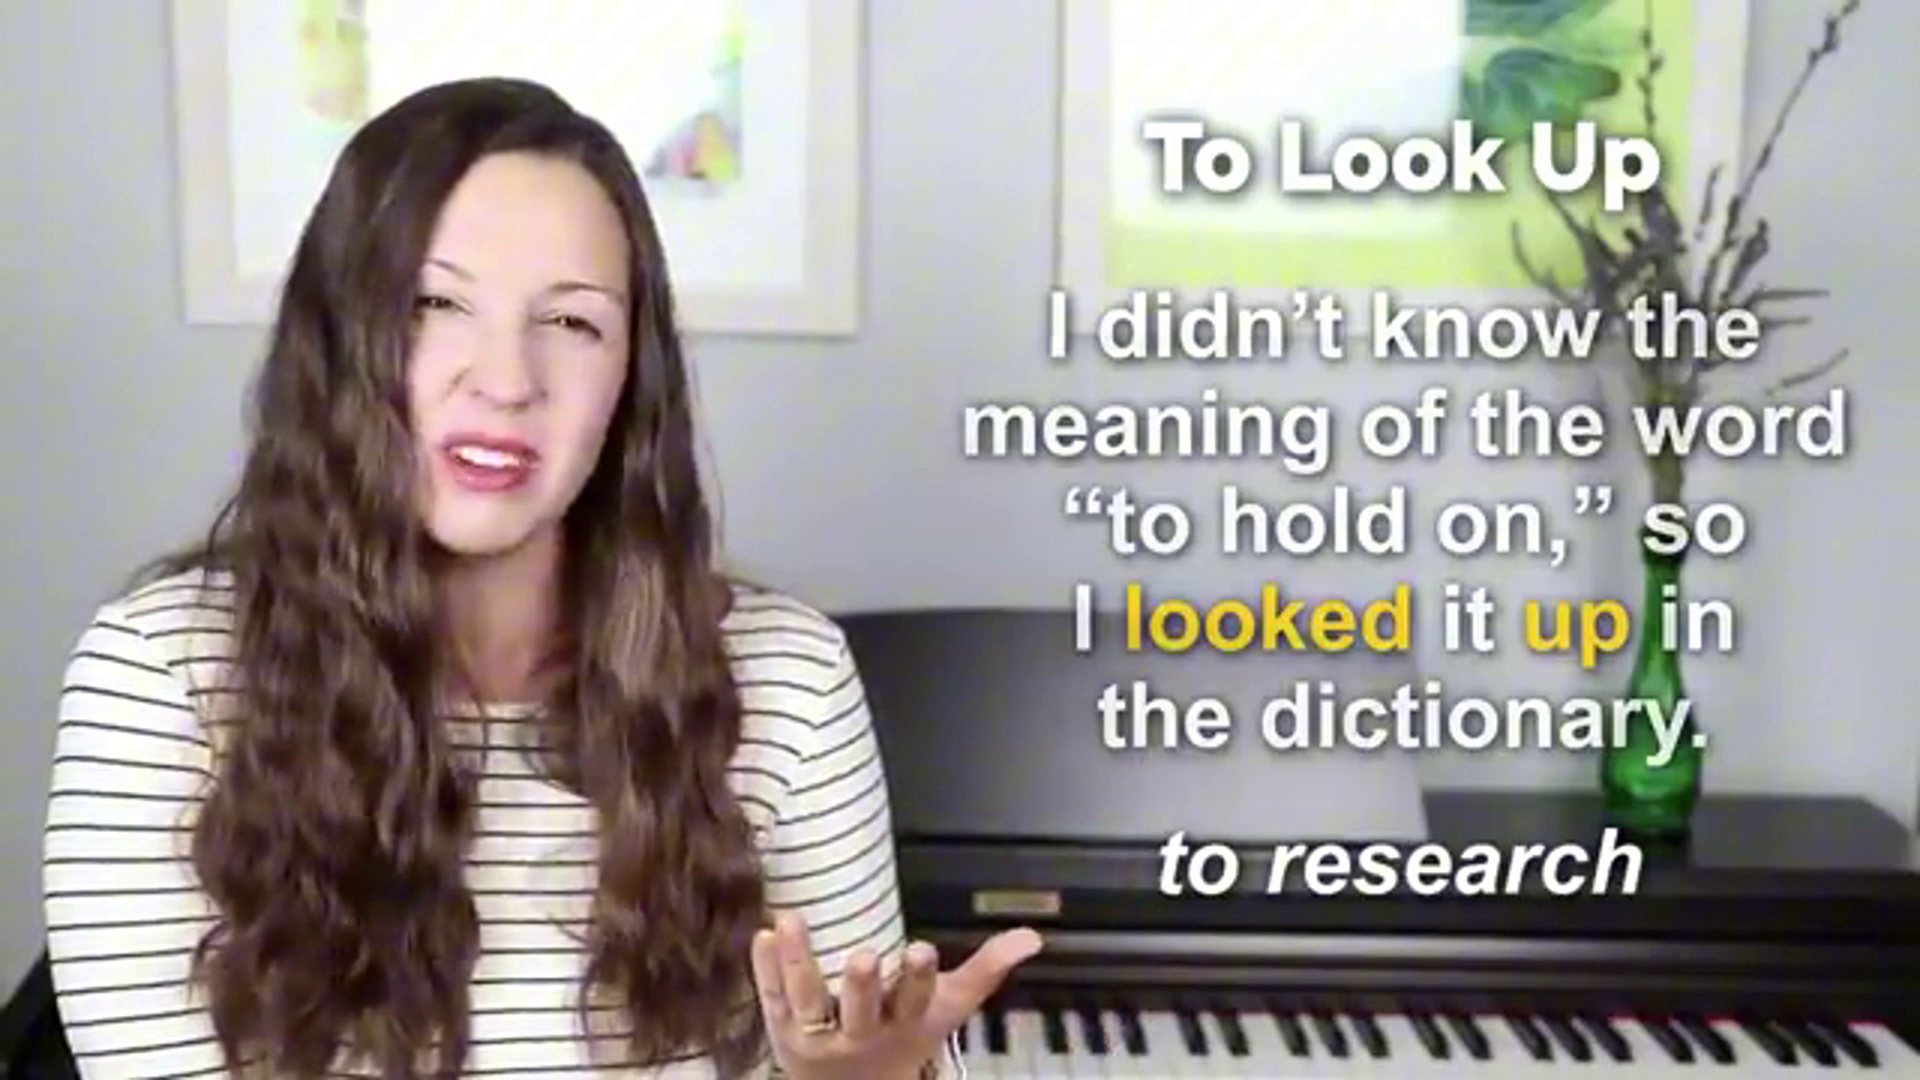 To Look Up
I didn’t know the
meaning of the word
“to hold on,” so
I looked it up in
the dictionary.
to research